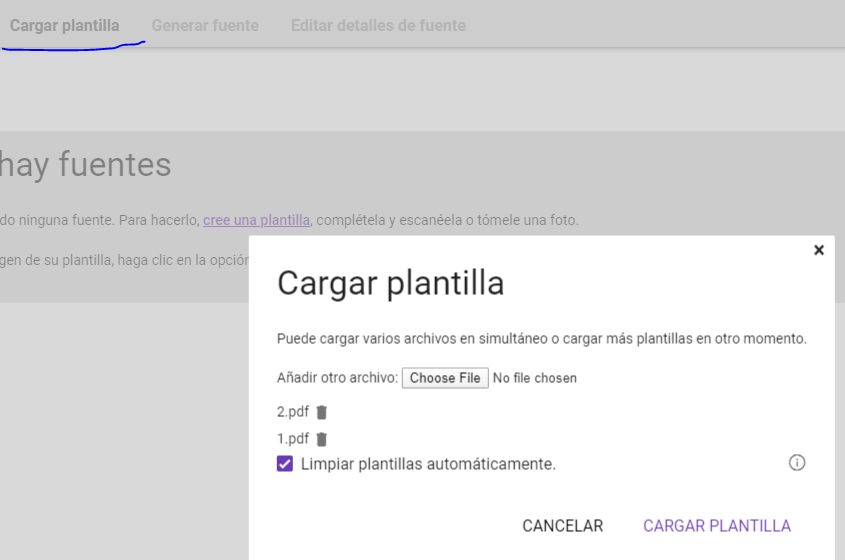 Cargar plantilla Generar fuente Editar detalles de fuente
hay fuentes
do ninguna fuente. Para hacerlo, cree una plantilla, complétela y escanéela o tómele una foto.
gen de su plantilla, haga clic en la opción
×
Cargar plantilla
Puede cargar varios archivos en simultáneo o cargar más plantillas en otro momento.
Añadir otro archivo: Choose File No file chosen
2.pdf
1.pdf
Limpiar plantillas automáticamente.
CANCELAR CARGAR PLANTILLA